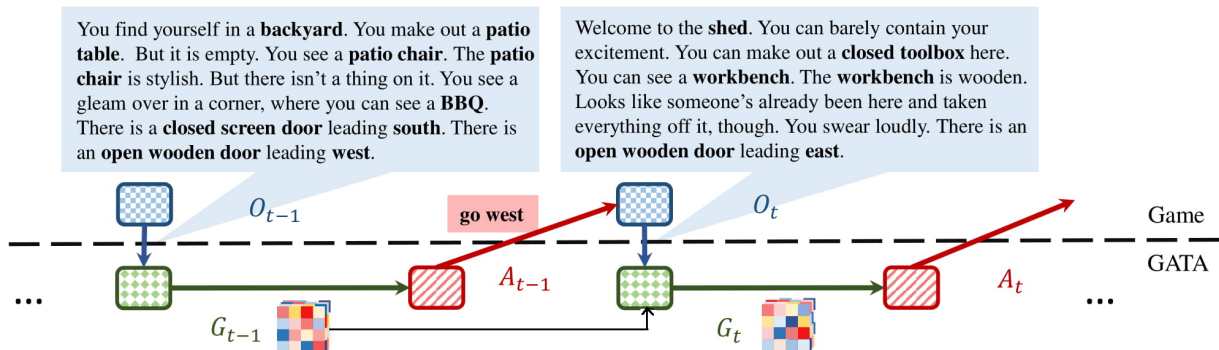 You find yourself in a backyard. You make out a patio
table.  But it is empty. You see a patio chair. The patio
chair is stylish. But there isn't a thing on it. You see a
gleam over in a corner, where you can see a BBQ.
There is a closed screen door leading south. There is
an open wooden door leading west.
Welcome to the shed. You can barely contain your
excitement. You can make out a closed toolbox here.
You can see a workbench. The workbench is wooden.
Looks like someone's already been here and taken
everything off it, though. You swear loudly. There is an
open wooden door leading east.
O_{t-1}
go west
O_t
Game
GATA
A_{t-1}
A_t
...
...
G_{t-1}
G_t